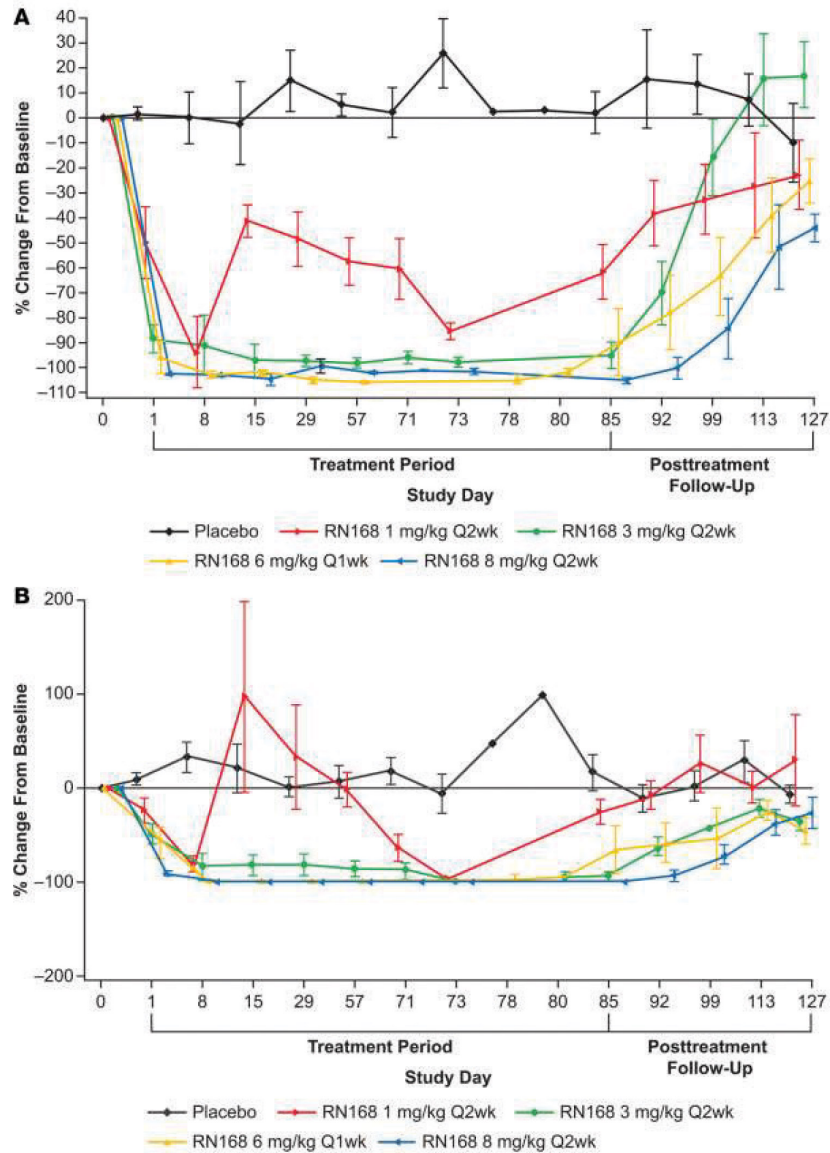 A
40
30
20
10
0
–10
–20
–30
–40
–50
–60
–70
–80
–90
–100
–110
% Change From Baseline
0 1 8 15 29 57 71 73 78 80 85 92 99 113 127
Treatment Period Posttreatment
Follow-Up
Study Day
Placebo RN168 1 mg/kg Q2wk RN168 3 mg/kg Q2wk
RN168 6 mg/kg Q1wk RN168 8 mg/kg Q2wk
B
200
100
0
–100
–200
% Change From Baseline
0 1 8 15 29 57 71 73 78 80 85 92 99 113 127
Treatment Period Posttreatment
Follow-Up
Study Day
Placebo RN168 1 mg/kg Q2wk RN168 3 mg/kg Q2wk
RN168 6 mg/kg Q1wk RN168 8 mg/kg Q2wk